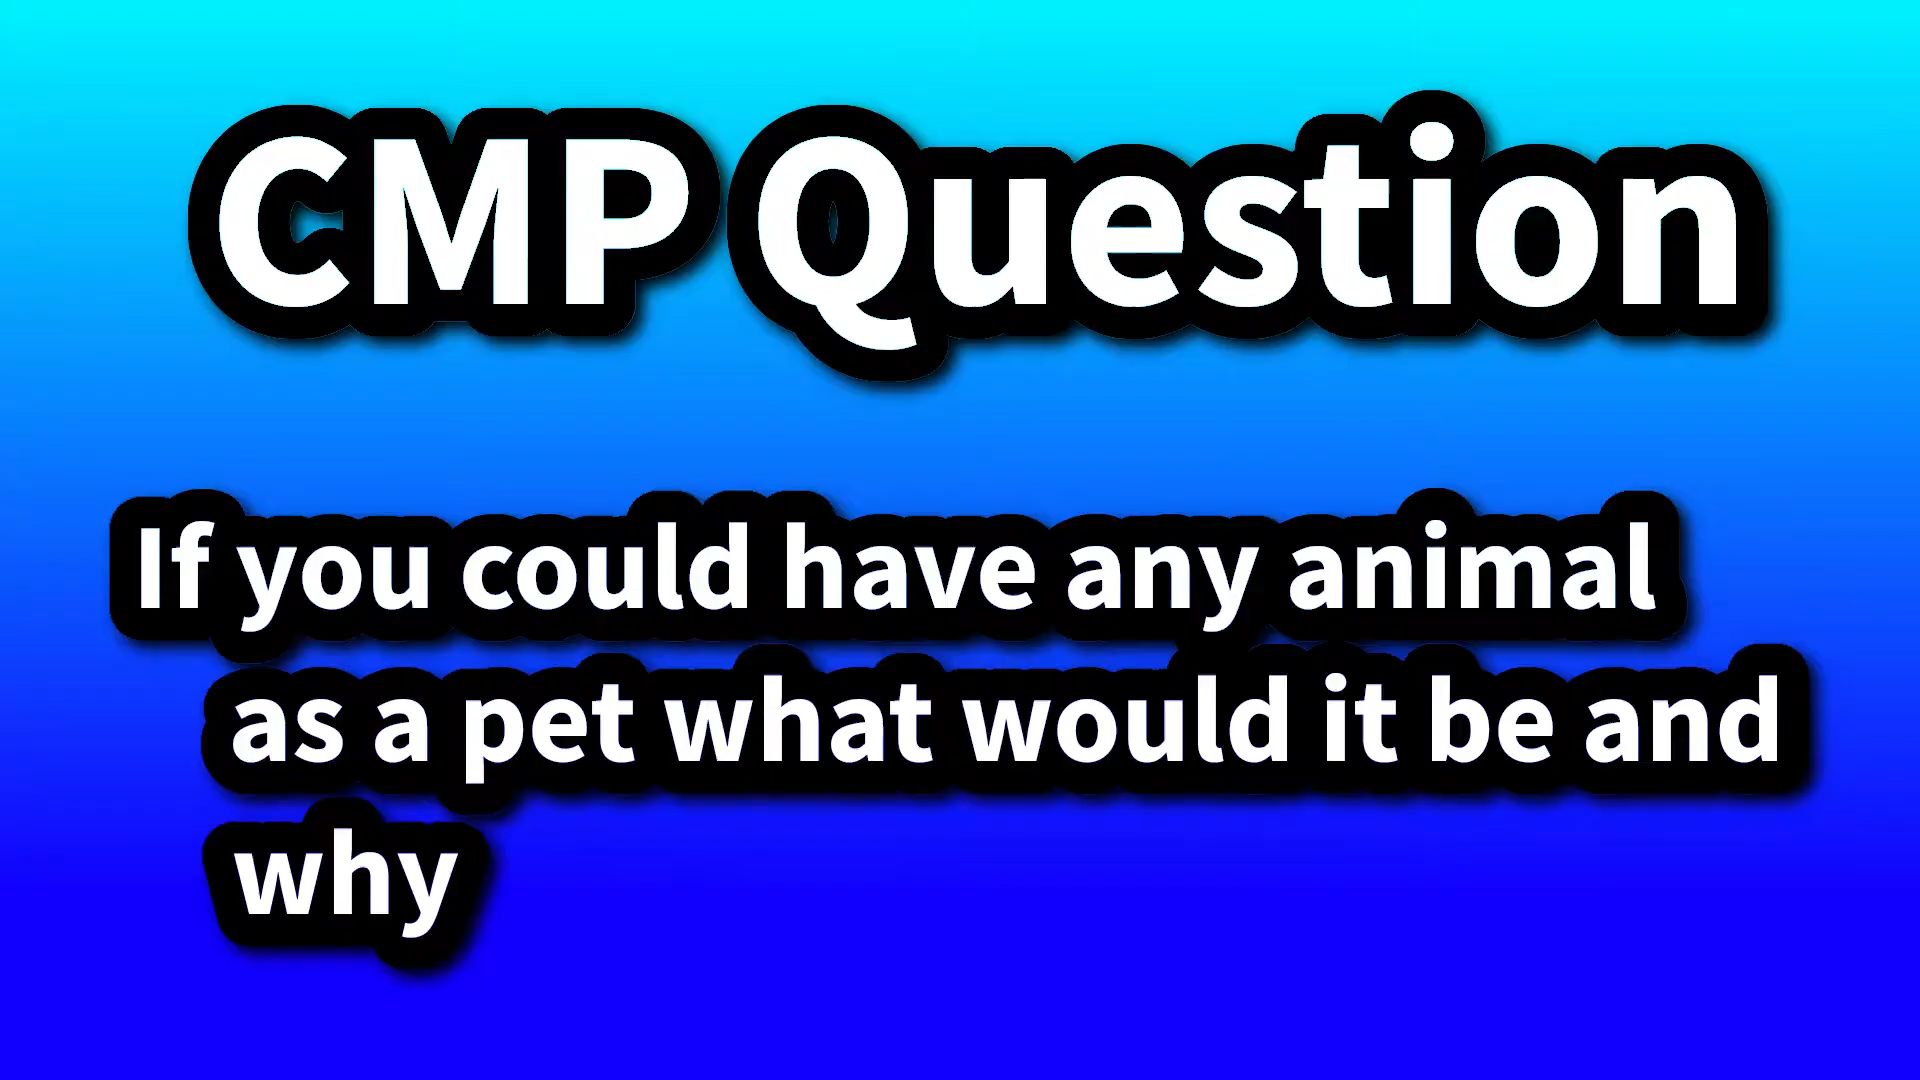 CMP Question
If you could have any animal
as a pet what would it be and
why